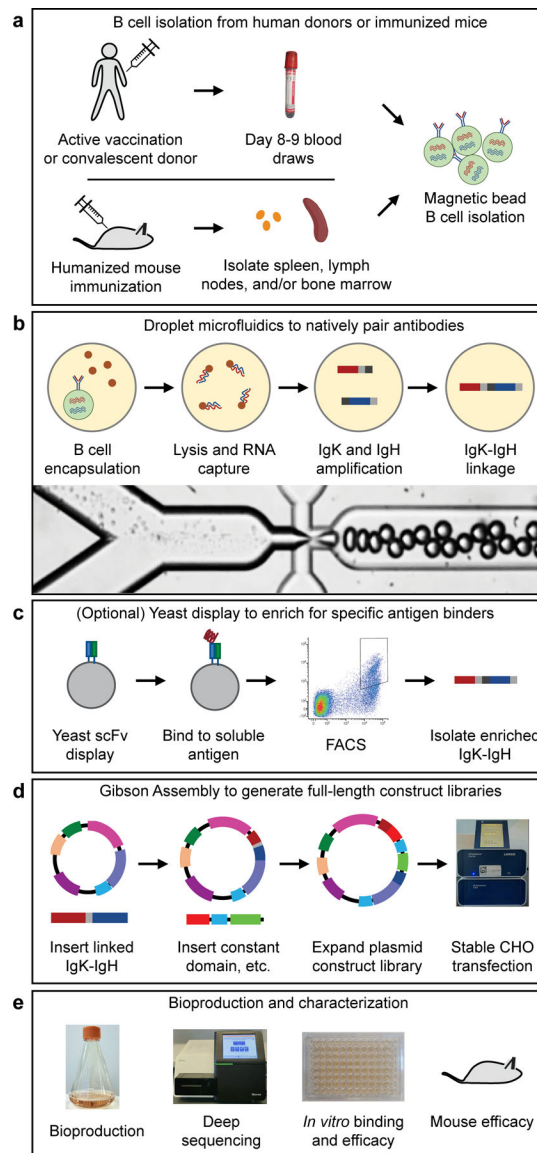 a
B cell isolation from human donors or immunized mice
Active vaccination
or convalescent donor
Day 8-9 blood
draws
Magnetic bead
B cell isolation
Humanized mouse
immunization
Isolate spleen, lymph
nodes, and/or bone marrow
b
Droplet microfluidics to natively pair antibodies
B cell
encapsulation
Lysis and RNA
capture
IgK and IgH
amplification
IgK-IgH
linkage
c
(Optional) Yeast display to enrich for specific antigen binders
Yeast scFv
display
Bind to soluble
antigen
FACS
Isolate enriched
IgK-IgH
d
Gibson Assembly to generate full-length construct libraries
Insert linked
IgK-IgH
Insert constant
domain, etc.
Expand plasmid
construct library
Stable CHO
transfection
e
Bioproduction and characterization
Bioproduction
Deep
sequencing
In vitro binding
and efficacy
Mouse efficacy